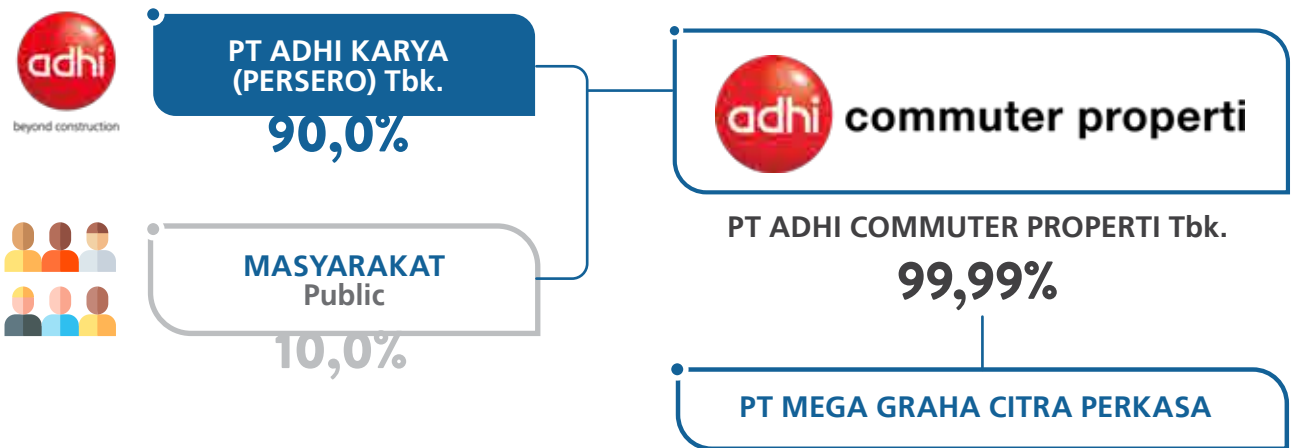 adhi
beyond construction
PT ADHI KARYA
(PERSERO) Tbk.
90,0%
MASYARAKAT
Public
10,0%
adhi commuter properti
PT ADHI COMMUTER PROPERTI Tbk.
99,99%
PT MEGA GRAHA CITRA PERKASA